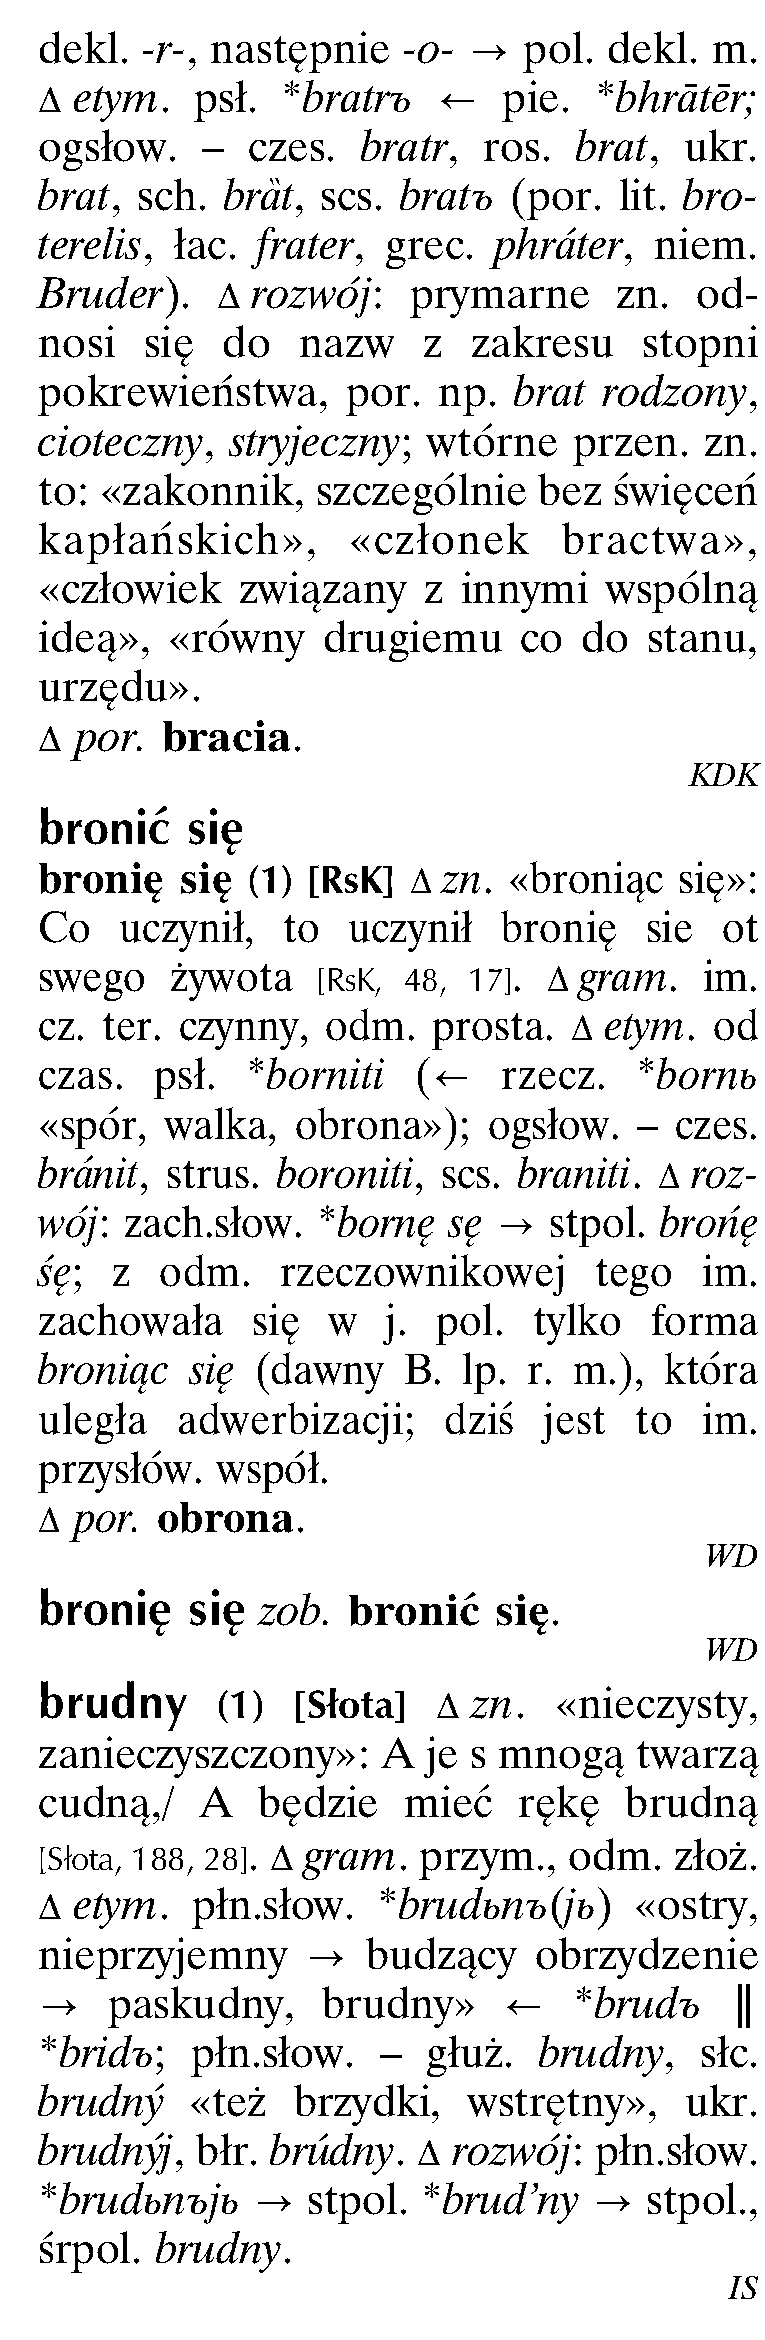 dekl. -r-, następnie -o- → pol. dekl. m.
∆ etym. psł. *bratrъ ← pie. *bhrātēr;
ogsłow. – czes. bratr, ros. brat, ukr.
brat, sch. brȁt, scs. bratъ (por. lit. bro-
terelis, łac. frater, grec. phráter, niem.
Bruder). ∆ rozwój: prymarne zn. od-
nosi się do nazw z zakresu stopni
pokrewieństwa, por. np. brat rodzony,
cioteczny, stryjeczny; wtórne przen. zn.
to: «zakonnik, szczególnie bez święceń
kapłańskich», «członek bractwa»,
«człowiek związany z innymi wspólną
ideą», «równy drugiemu co do stanu,
urzędu».
∆ por. bracia.
KDK
bronić się
bronię się (1) [RsK] ∆ zn. «broniąc się»:
Co uczynił, to uczynił bronię sie ot
swego żywota [RsK, 48, 17]. ∆ gram. im.
cz. ter. czynny, odm. prosta. ∆ etym. od
czas. psł. *borniti (← rzecz. *bornь
«spór, walka, obrona»); ogsłow. – czes.
bránit, strus. boroniti, scs. braniti. ∆ roz-
wój: zach.słow. *bornę sę → stpol. brońę
śę; z odm. rzeczownikowej tego im.
zachowała się w j. pol. tylko forma
broniąc się (dawny B. lp. r. m.), która
uległa adwerbizacji; dziś jest to im.
przysłów. współ.
∆ por. obrona.
WD
bronię się zob. bronić się.
WD
brudny (1) [Słota] ∆ zn. «nieczysty,
zanieczyszczony»: A je s mnogą twarzą
cudną,/ A będzie mieć rękę brudną
[Słota, 188, 28]. ∆ gram. przym., odm. złoż.
∆ etym. płn.słow. *brudьnъ(jь) «ostry,
nieprzyjemny → budzący obrzydzenie
→ paskudny, brudny» ← *brudъ ‖
*bridъ; płn.słow. – głuż. brudny, słc.
brudný «też brzydki, wstrętny», ukr.
brudnýj, błr. brúdny. ∆ rozwój: płn.słow.
*brudьnъjь → stpol. *brud’ny → stpol.,
śrpol. brudny.
IS